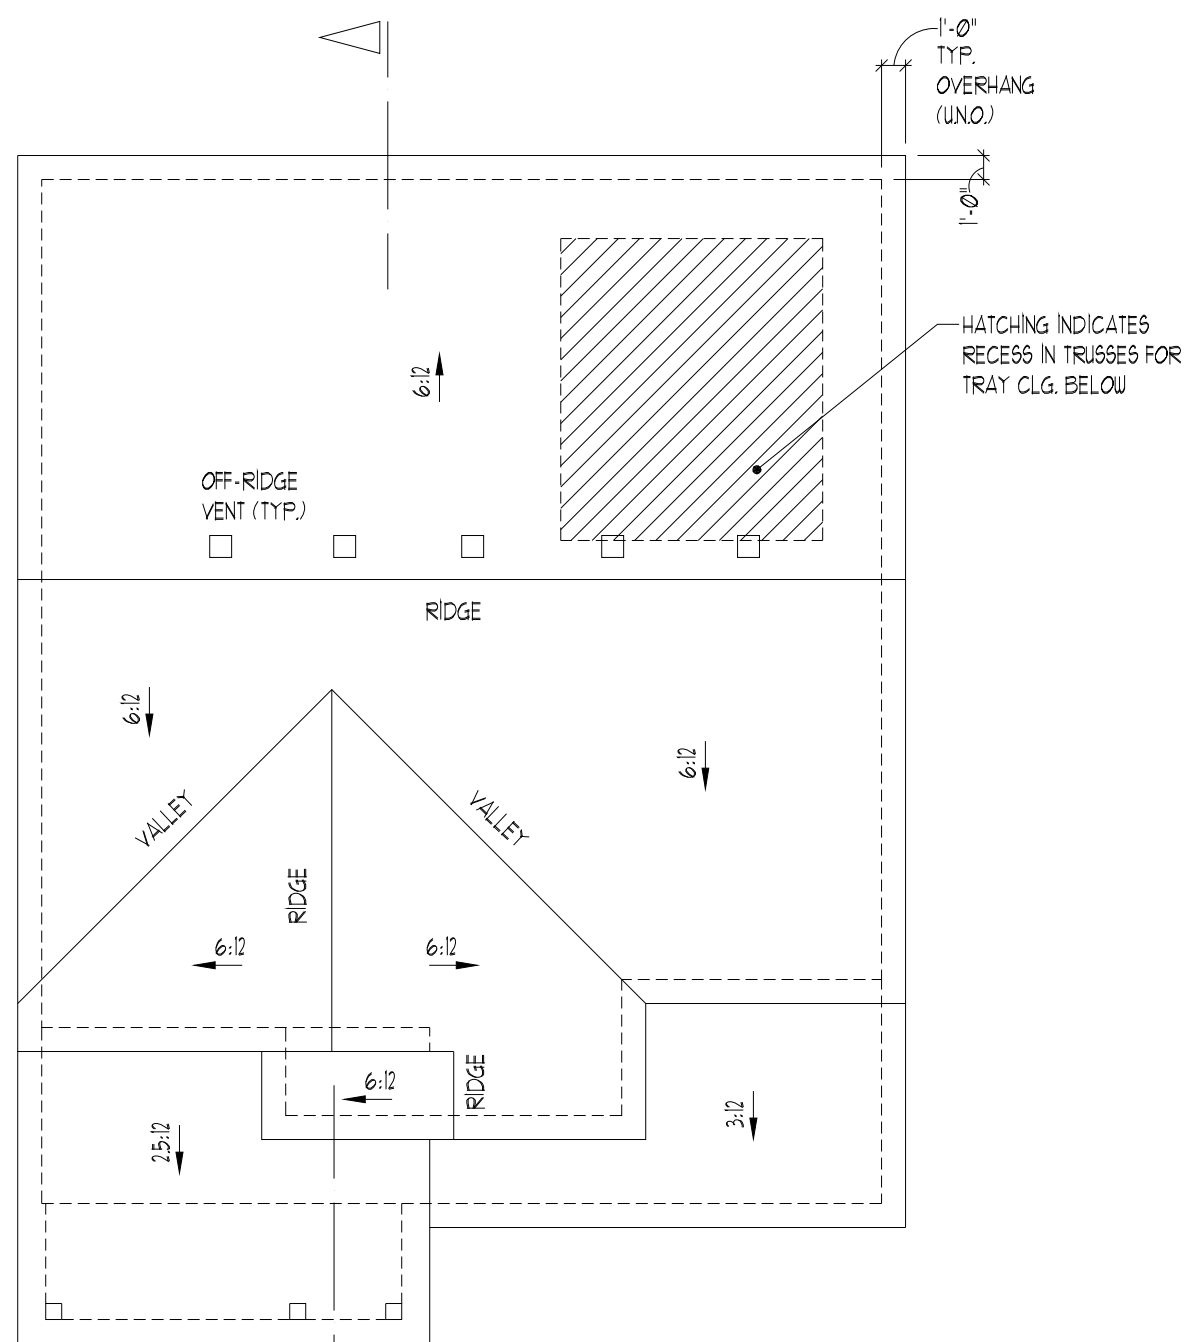 1'-0"
TYP.
OVERHANG
(U.N.O.)
1'-0"
HATCHING INDICATES
RECESS IN TRUSSES FOR
TRAY CLG. BELOW
6:12
OFF-RIDGE
VENT (TYP.)
RIDGE
6:12
6:12
VALLEY
VALLEY
RIDGE
6:12
6:12
RIDGE
6:12
2.5:12
3:12